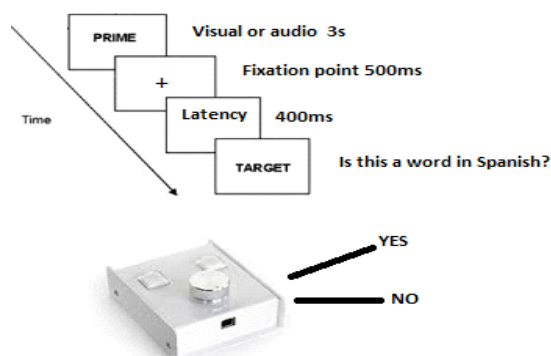 PRIME
Visual or audio 3s
+
Fixation point 500ms
Latency
400ms
Time
TARGET
Is this a word in Spanish?
YES
NO